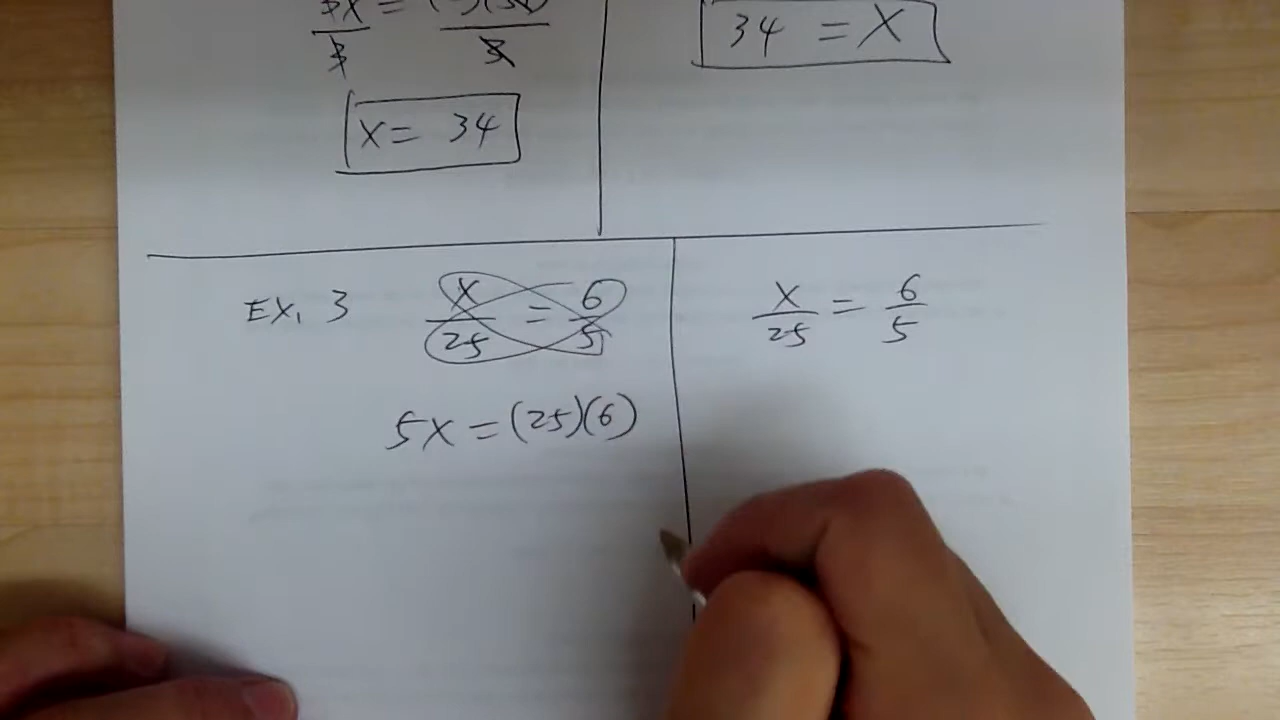 34 = X
X = 34
Ex. 3
X/25 = 6/5
5X = (25)(6)
X/25 = 6/5